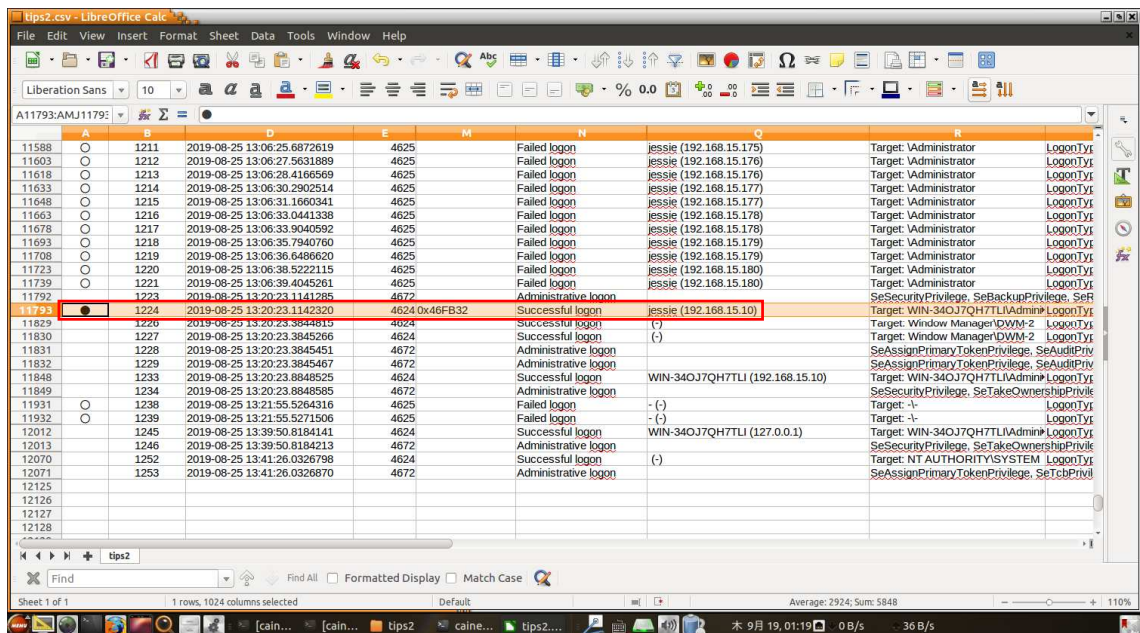 tips2.csv - LibreOffice Calc
File Edit View Insert Format Sheet Data Tools Window Help
Liberation Sans 10 % 0.0
A11793:AMJ1179 Σ = ●
A B D E M N Q R
11588 ○ 1211 2019-08-25 13:06:25.6872619 4625 Failed logon jessie (192.168.15.175) Target: \Administrator LogonTyp
11603 ○ 1212 2019-08-25 13:06:27.5631889 4625 Failed logon jessie (192.168.15.176) Target: \Administrator LogonTyp
11618 ○ 1213 2019-08-25 13:06:28.4166569 4625 Failed logon jessie (192.168.15.176) Target: \Administrator LogonTyp
11633 ○ 1214 2019-08-25 13:06:30.2902514 4625 Failed logon jessie (192.168.15.177) Target: \Administrator LogonTyp
11648 ○ 1215 2019-08-25 13:06:31.1660341 4625 Failed logon jessie (192.168.15.177) Target: \Administrator LogonTyp
11663 ○ 1216 2019-08-25 13:06:33.0441338 4625 Failed logon jessie (192.168.15.178) Target: \Administrator LogonTyp
11678 ○ 1217 2019-08-25 13:06:33.9040592 4625 Failed logon jessie (192.168.15.178) Target: \Administrator LogonTyp
11693 ○ 1218 2019-08-25 13:06:35.7940760 4625 Failed logon jessie (192.168.15.179) Target: \Administrator LogonTyp
11708 ○ 1219 2019-08-25 13:06:36.6486620 4625 Failed logon jessie (192.168.15.179) Target: \Administrator LogonTyp
11723 ○ 1220 2019-08-25 13:06:38.5222115 4625 Failed logon jessie (192.168.15.180) Target: \Administrator LogonTyp
11739 ○ 1221 2019-08-25 13:06:39.4045261 4625 Failed logon jessie (192.168.15.180) Target: \Administrator LogonTyp
11792 1223 2019-08-25 13:20:23.1141285 4672 Administrative logon SeSecurityPrivilege, SeBackupPrivilege, SeR
11793 ● 1224 2019-08-25 13:20:23.1142320 4624 0x46FB32 Successful logon jessie (192.168.15.10) Target: WIN-34OJ7QH7TLI\Admin LogonTyp
11829 1226 2019-08-25 13:20:23.3844815 4624 Successful logon (-) Target: Window Manager\DWM-2 LogonTyp
11830 1227 2019-08-25 13:20:23.3845266 4624 Successful logon (-) Target: Window Manager\DWM-2 LogonTyp
11831 1228 2019-08-25 13:20:23.3845451 4672 Administrative logon SeAssignPrimaryTokenPrivilege, SeAuditPriv
11832 1229 2019-08-25 13:20:23.3845467 4672 Administrative logon SeAssignPrimaryTokenPrivilege, SeAuditPriv
11848 1233 2019-08-25 13:20:23.8848525 4624 Successful logon WIN-34OJ7QH7TLI (192.168.15.10) Target: WIN-34OJ7QH7TLI\Admini LogonTyp
11849 1234 2019-08-25 13:20:23.8848585 4672 Administrative logon SeSecurityPrivilege, SeTakeOwnershipPrivile
11931 ○ 1238 2019-08-25 13:21:55.5264316 4625 Failed logon - (-) Target: -\- LogonTyp
11932 ○ 1239 2019-08-25 13:21:55.5271506 4625 Failed logon - (-) Target: -\- LogonTyp
12012 1245 2019-08-25 13:39:50.8184141 4624 Successful logon WIN-34OJ7QH7TLI (127.0.0.1) Target: WIN-34OJ7QH7TLI\Admini LogonTyp
12013 1246 2019-08-25 13:39:50.8184213 4672 Administrative logon SeSecurityPrivilege, SeTakeOwnershipPrivile
12070 1252 2019-08-25 13:41:26.0326798 4624 Successful logon (-) Target: NT AUTHORITY\SYSTEM LogonTyp
12071 1253 2019-08-25 13:41:26.0326870 4672 Administrative logon SeAssignPrimaryTokenPrivilege, SeTcbPrivil
12125
12126
12127
12128
tips2
Find Find All Formatted Display Match Case
Sheet 1 of 1 1 rows, 1024 columns selected Default Average: 2924; Sum: 5848 110%
MENU [cain... [cain... tips2 caine... tips2.... 木 9月 19, 01:19 0 B/s 36 B/s